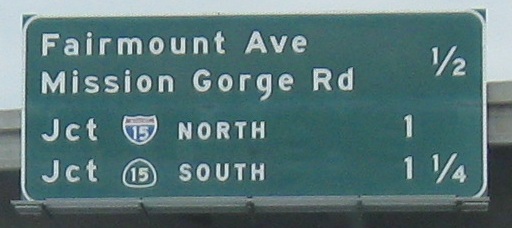 Fairmount Ave
Mission Gorge Rd 1/2
Jct 15 NORTH 1
Jct 15 SOUTH 1 1/4